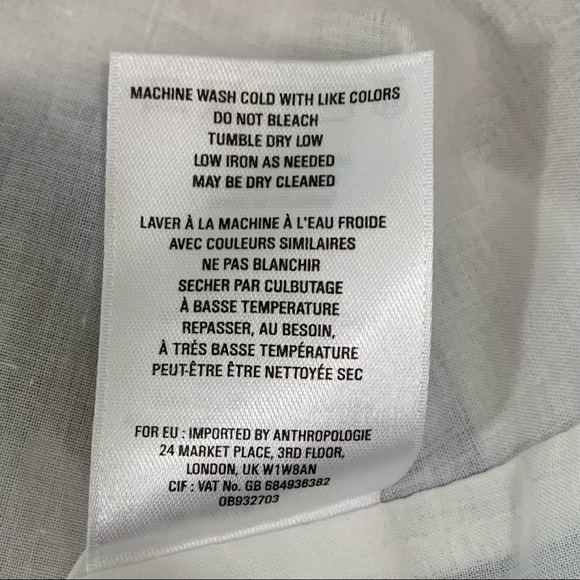 MACHINE WASH COLD WITH LIKE COLORS
DO NOT BLEACH
TUMBLE DRY LOW
LOW IRON AS NEEDED
MAY BE DRY CLEANED
LAVER À LA MACHINE À L'EAU FROIDE
AVEC COULEURS SIMILAIRES
NE PAS BLANCHIR
SECHER PAR CULBUTAGE
À BASSE TEMPERATURE
REPASSER, AU BESOIN,
À TRÉS BASSE TEMPÉRATURE
PEUT-ÊTRE ÊTRE NETTOYÉE SEC
FOR EU : IMPORTED BY ANTHROPOLOGIE
24 MARKET PLACE, 3RD FLOOR,
LONDON, UK W1W8AN
CIF : VAT No. GB 684936382
OB932703